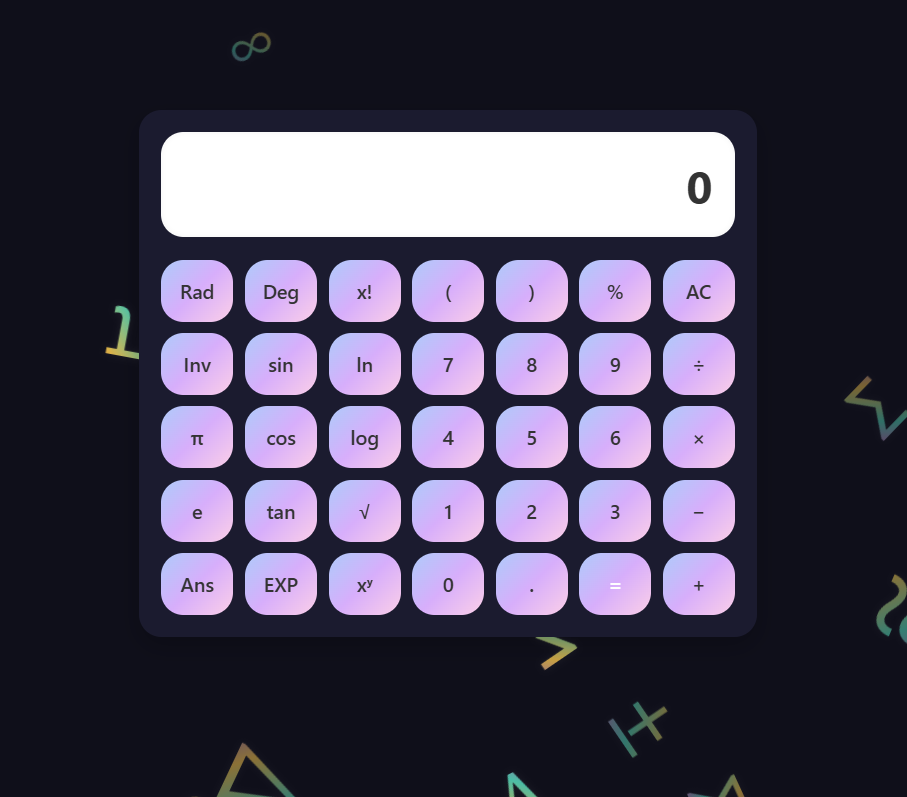 ∞
0
Rad Deg x! ( ) % AC
Inv sin ln 7 8 9 ÷
π cos log 4 5 6 ×
e tan √ 1 2 3 −
Ans EXP xʸ 0 . = +